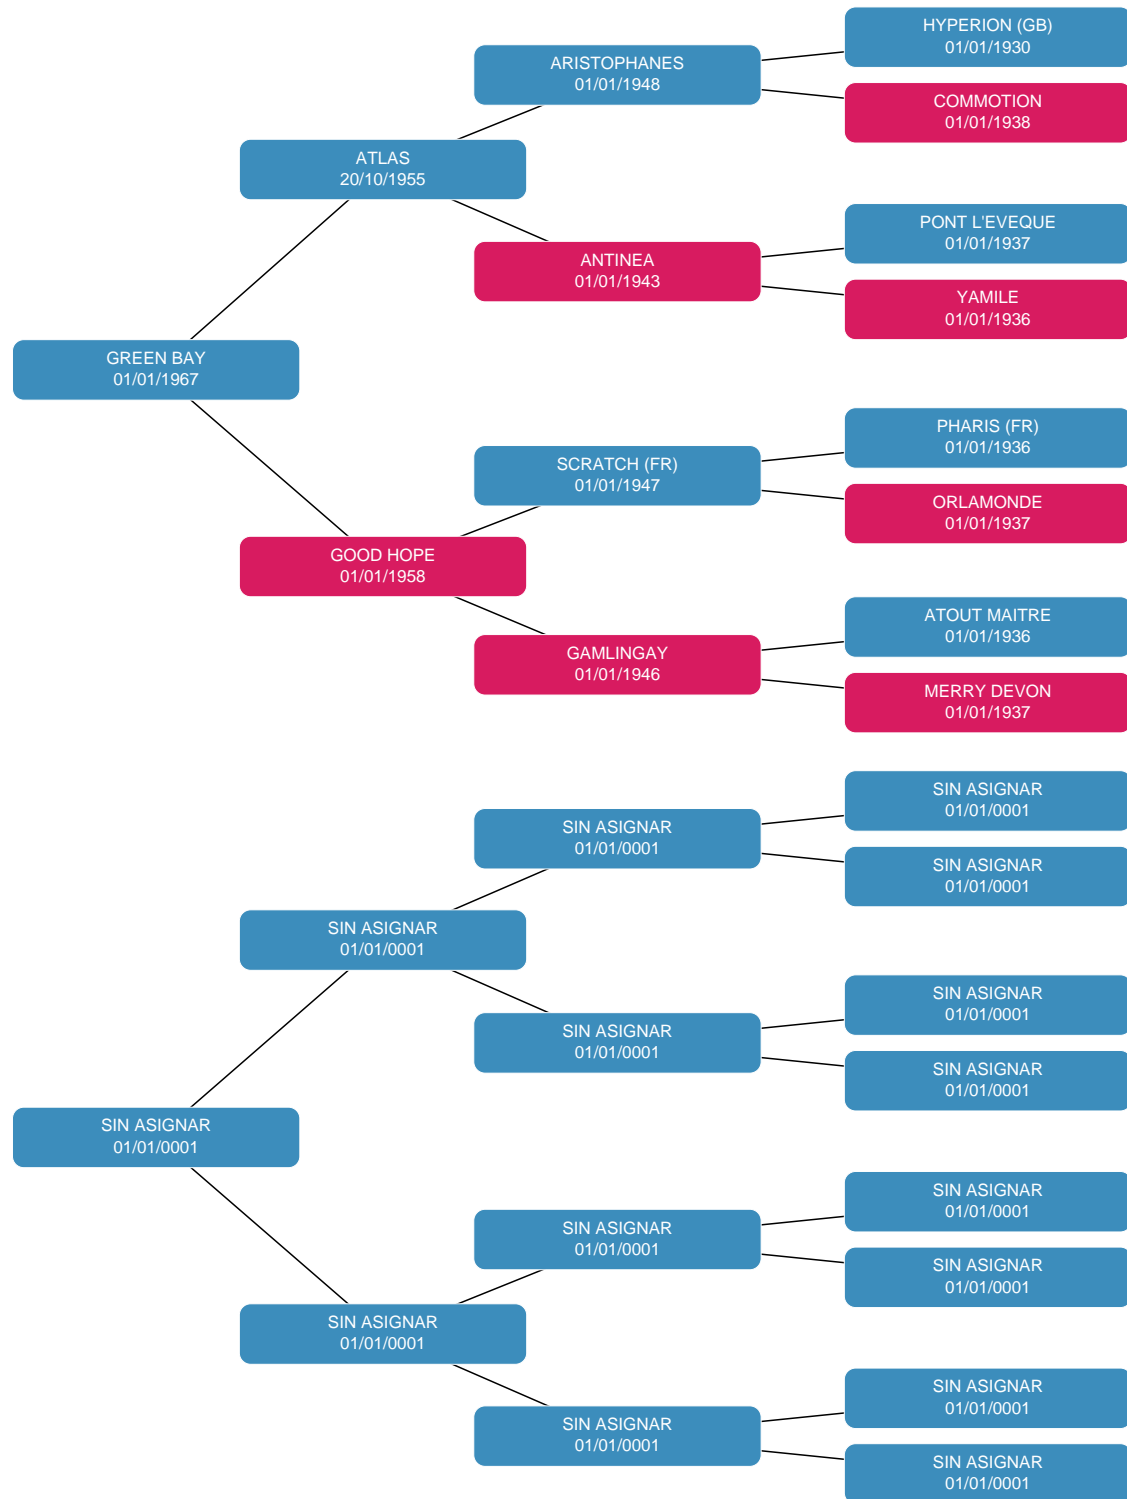 HYPERION (GB)
01/01/1930
ARISTOPHANES
01/01/1948
COMMOTION
01/01/1938
ATLAS
20/10/1955
PONT L'EVEQUE
01/01/1937
ANTINEA
01/01/1943
YAMILE
01/01/1936
GREEN BAY
01/01/1967
PHARIS (FR)
01/01/1936
SCRATCH (FR)
01/01/1947
ORLAMONDE
01/01/1937
GOOD HOPE
01/01/1958
ATOUT MAITRE
01/01/1936
GAMLINGAY
01/01/1946
MERRY DEVON
01/01/1937
SIN ASIGNAR
01/01/0001
SIN ASIGNAR
01/01/0001
SIN ASIGNAR
01/01/0001
SIN ASIGNAR
01/01/0001
SIN ASIGNAR
01/01/0001
SIN ASIGNAR
01/01/0001
SIN ASIGNAR
01/01/0001
SIN ASIGNAR
01/01/0001
SIN ASIGNAR
01/01/0001
SIN ASIGNAR
01/01/0001
SIN ASIGNAR
01/01/0001
SIN ASIGNAR
01/01/0001
SIN ASIGNAR
01/01/0001
SIN ASIGNAR
01/01/0001
SIN ASIGNAR
01/01/0001